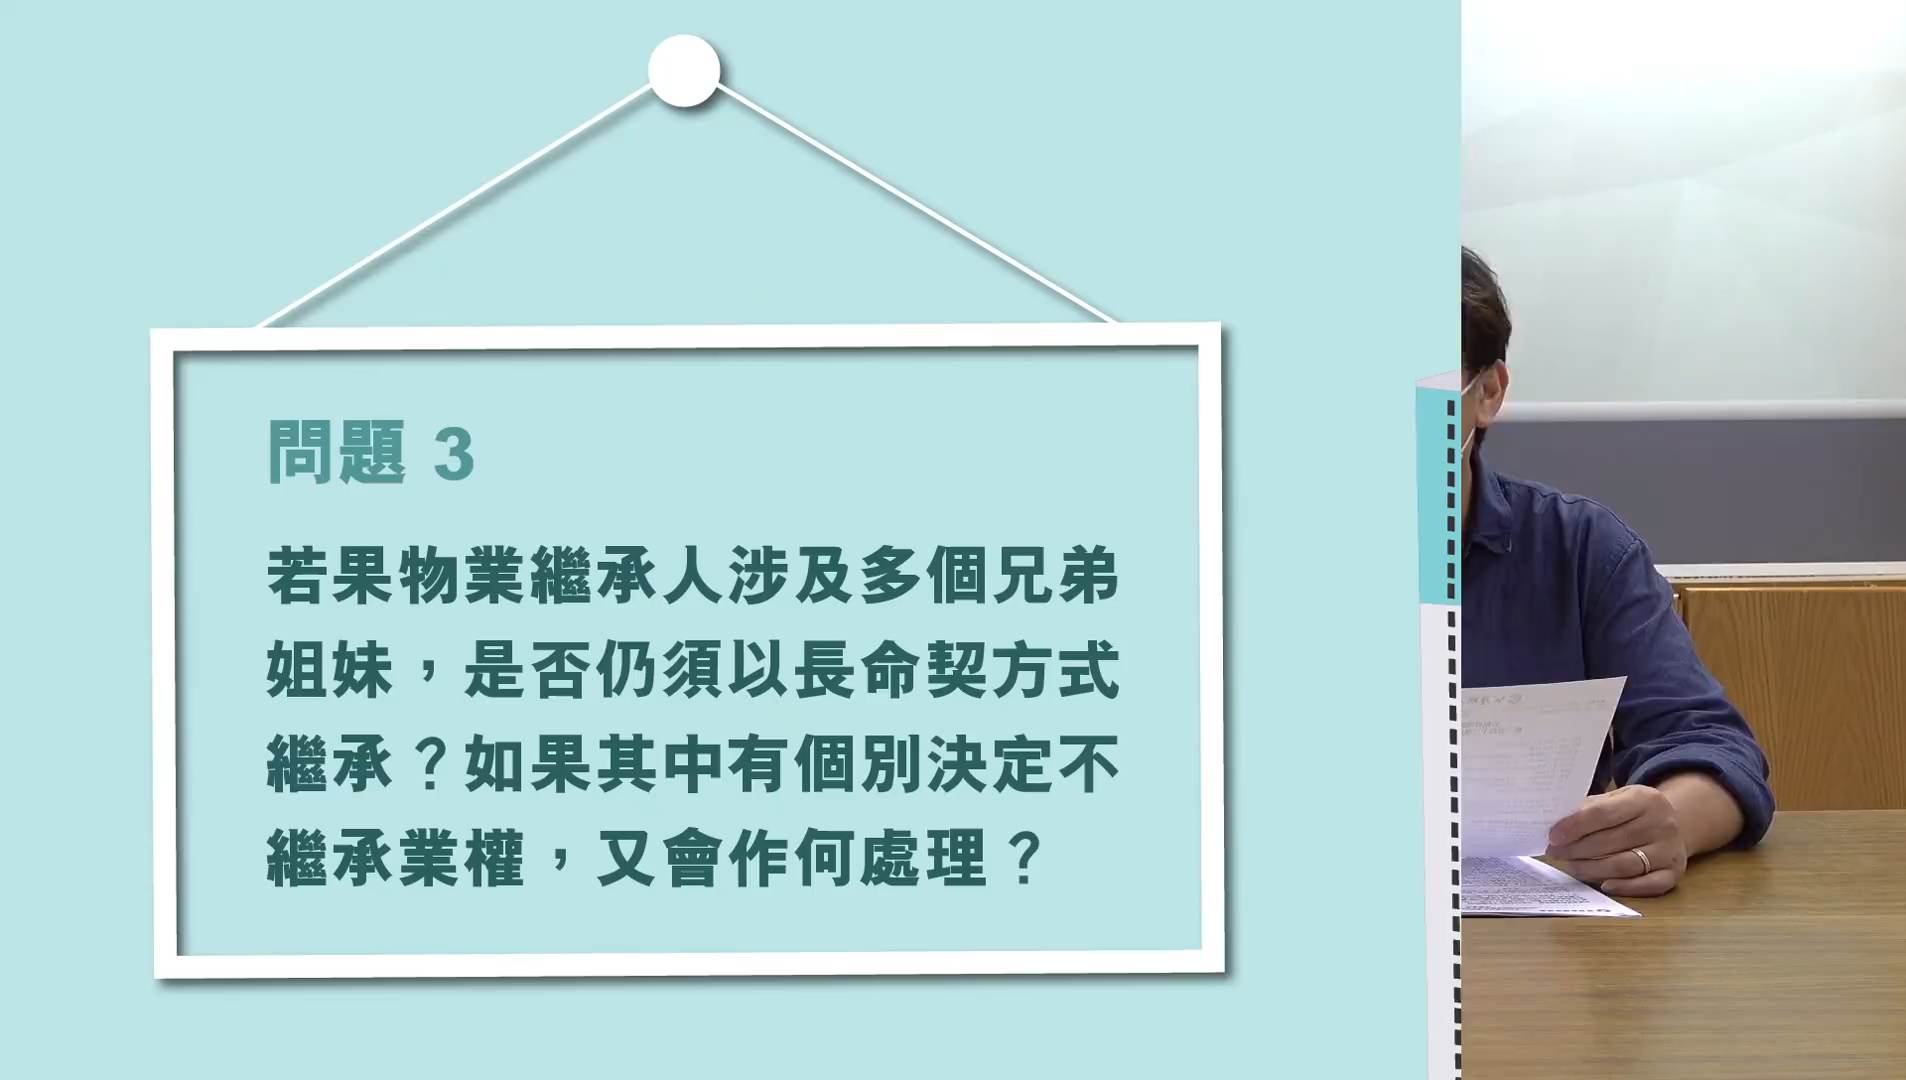 問題 3
若果物業繼承人涉及多個兄弟
姐妹，是否仍須以長命契方式
繼承？如果其中有個別決定不
繼承業權，又會作何處理？